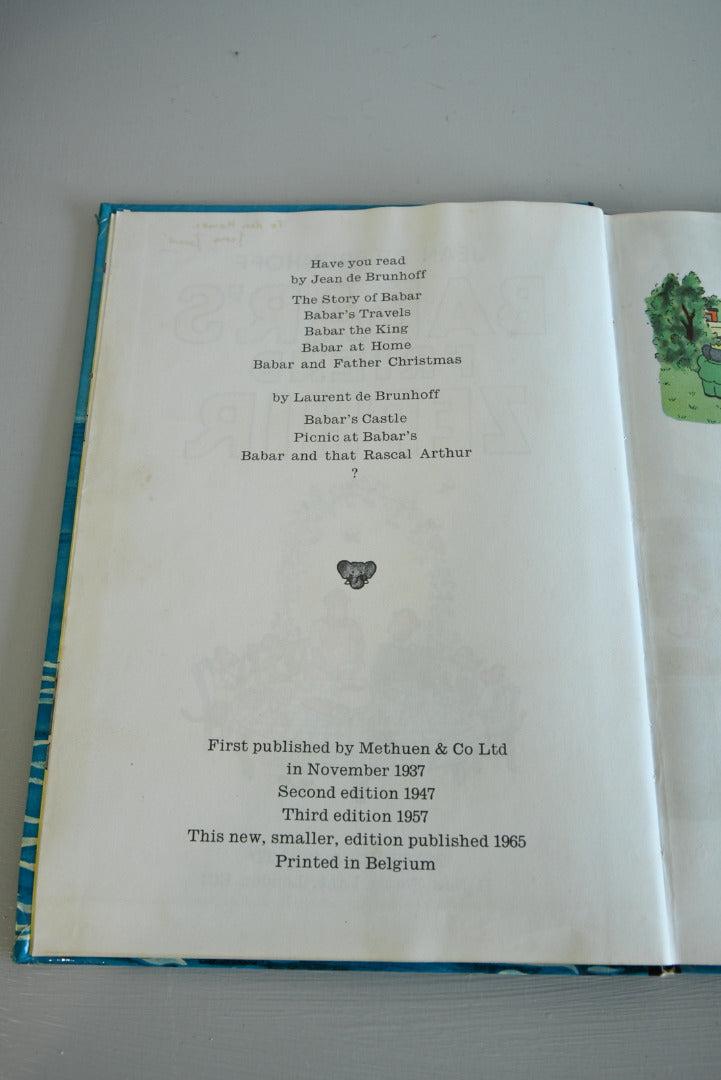 Have you read
by Jean de Brunhoff
The Story of Babar
Babar's Travels
Babar the King
Babar at Home
Babar and Father Christmas
by Laurent de Brunhoff
Babar's Castle
Picnic at Babar's
Babar and that Rascal Arthur
?
First published by Methuen & Co Ltd
in November 1937
Second edition 1947
Third edition 1957
This new, smaller, edition published 1965
Printed in Belgium